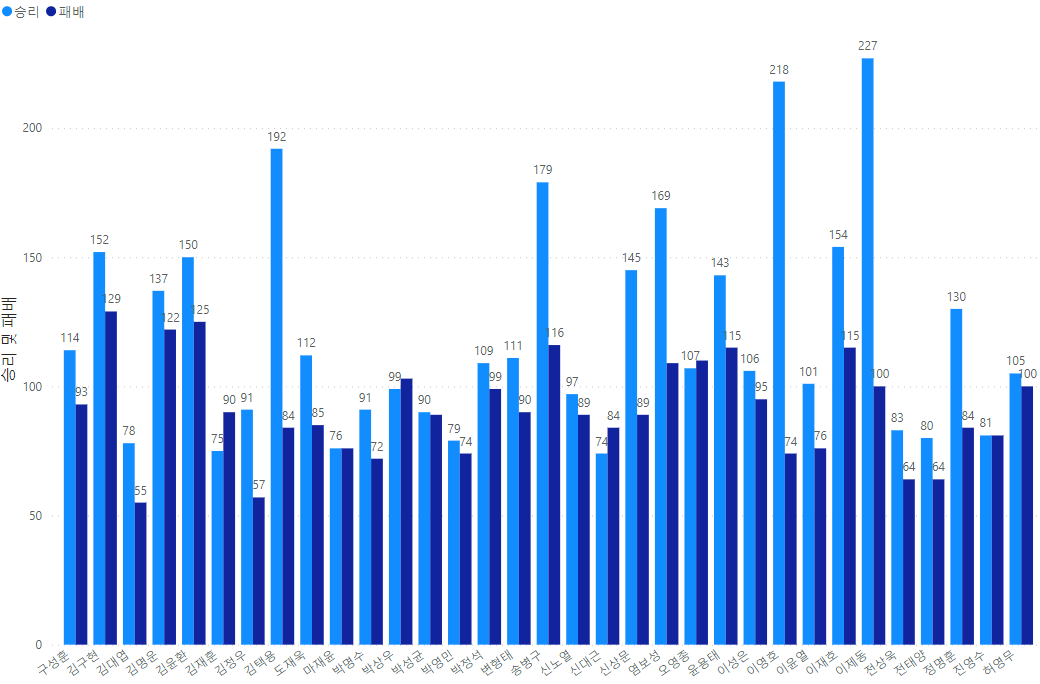 승리 패배
승리 및 패배
200
150
100
50
0
114 93 152 129 78 55 137 122 150 125 75 90 91 57 192 84 112 85 76 91 72 99 90 79 74 109 99 111 90 179 116 97 89 74 84 145 89 169 107 143 115 106 95 218 74 101 76 154 115 227 100 83 64 80 64 130 84 81 105 100
구성훈 김구현 김대엽 김명운 김윤환 김재훈 김정우 김택용 도재욱 마재윤 박명수 박상우 박성균 박영민 박정석 변형태 송병구 신노열 신대근 신상문 염보성 오영종 윤용태 이성은 이영호 이윤열 이재호 이제동 전상욱 전태양 정명훈 진영수 허영무